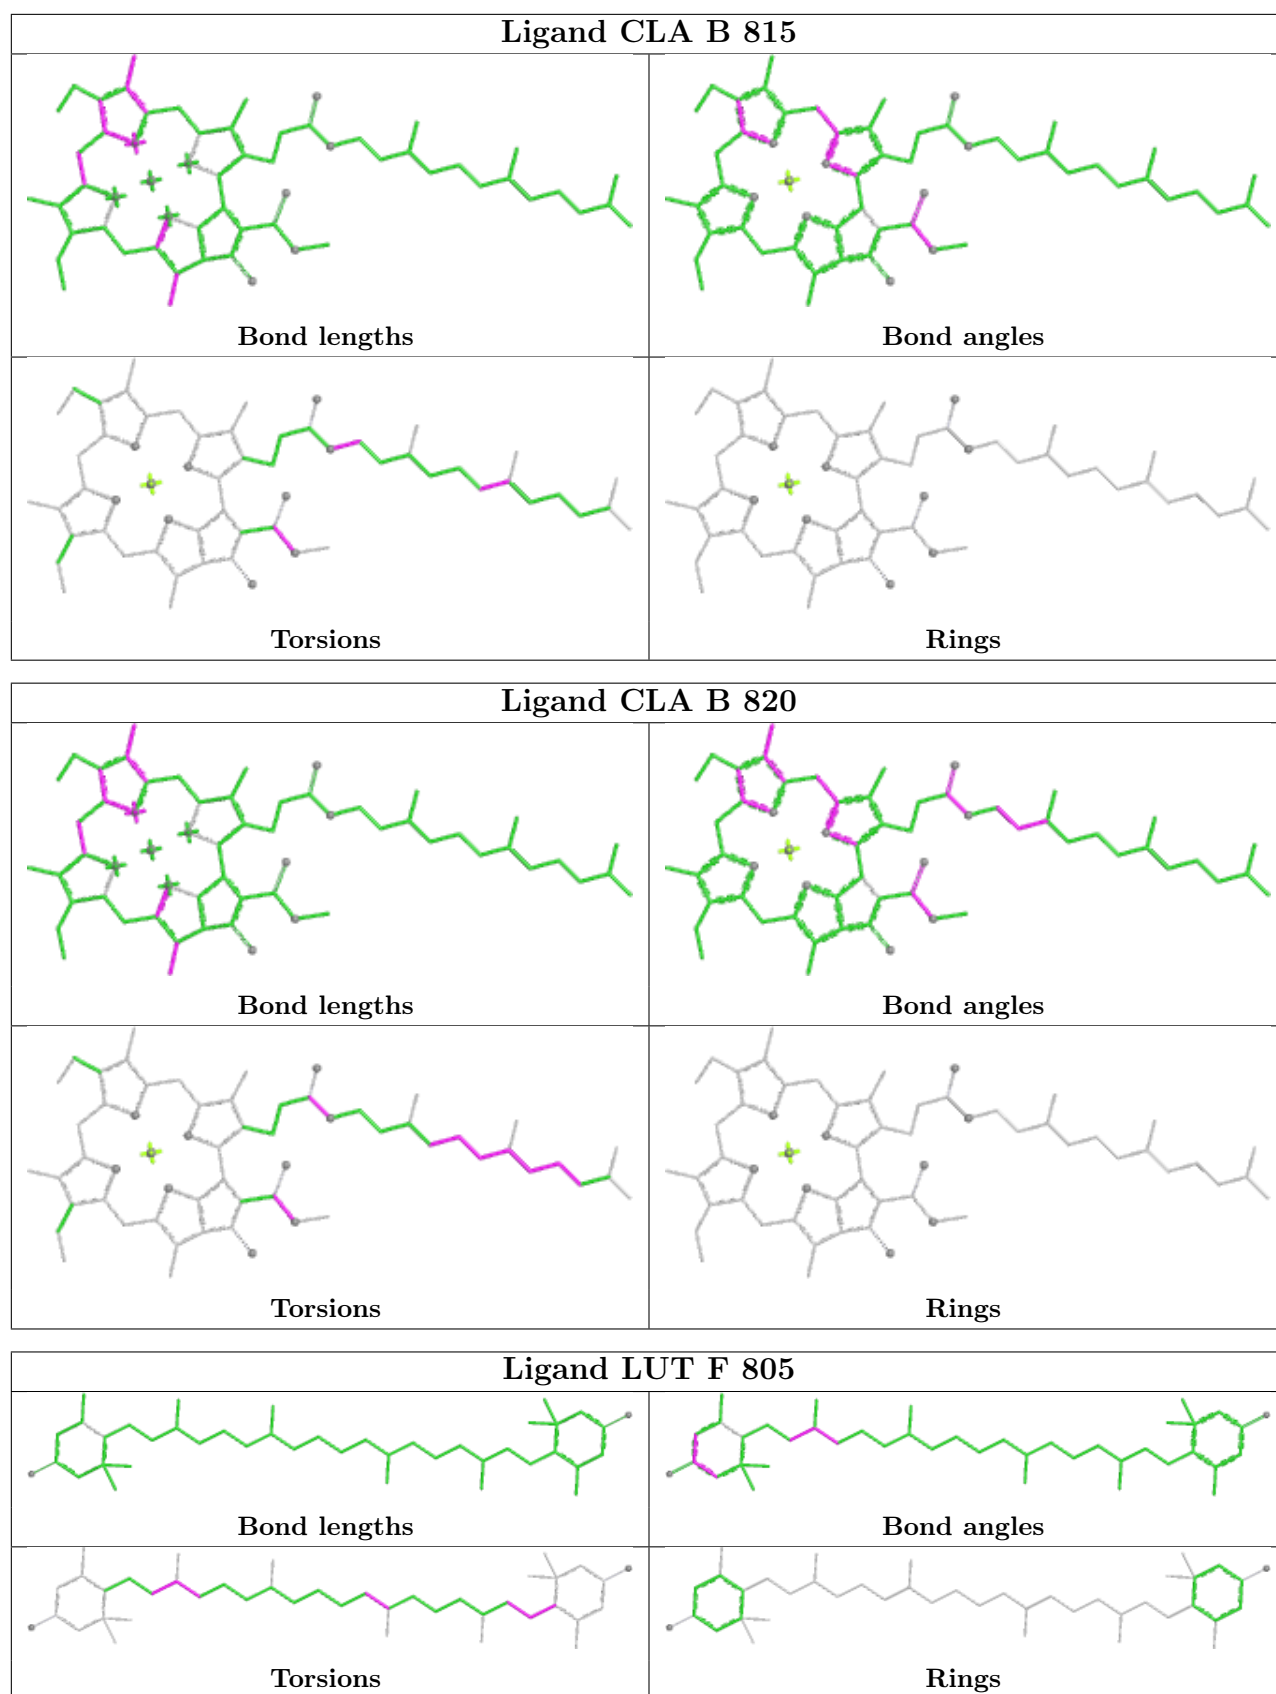 Ligand CLA B 815
Bond lengths
Bond angles
Torsions
Rings
Ligand CLA B 820
Bond lengths
Bond angles
Torsions
Rings
Ligand LUT F 805
Bond lengths
Bond angles
Torsions
Rings